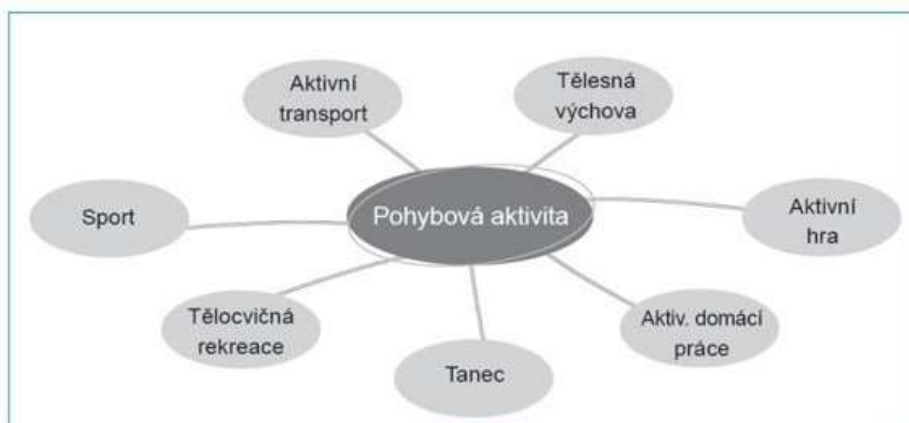 Aktivní
transport
Tělesná
výchova
Sport
Pohybová aktivita
Aktivní
hra
Tělocvičná
rekreace
Tanec
Aktiv. domácí
práce